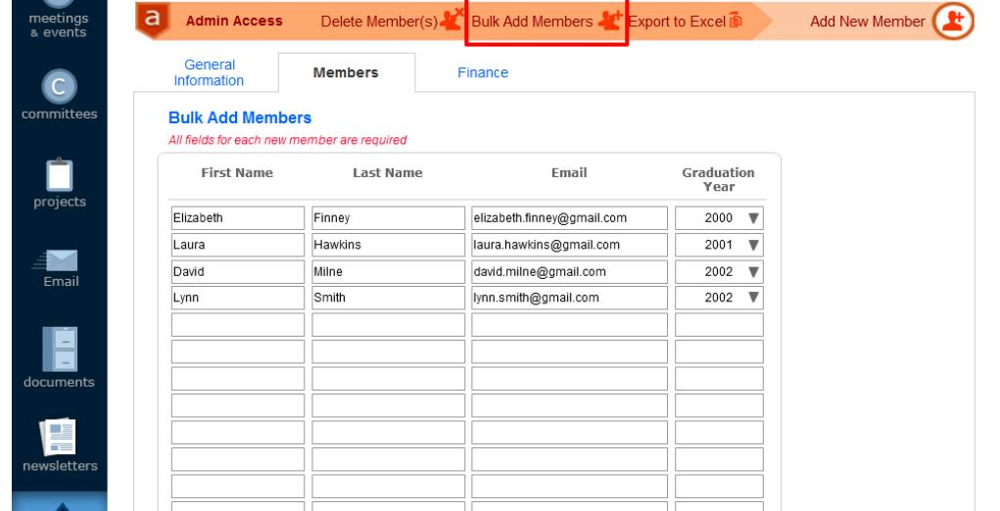 meetings
& events
C
committees
projects
Email
documents
newsletters
a Admin Access Delete Member(s) Bulk Add Members Export to Excel Add New Member
General
Information
Members
Finance
Bulk Add Members
All fields for each new member are required
First Name Last Name Email Graduation
Year
Elizabeth Finney elizabeth.finney@gmail.com 2000
Laura Hawkins laura.hawkins@gmail.com 2001
David Milne david.milne@gmail.com 2002
Lynn Smith lynn.smith@gmail.com 2002